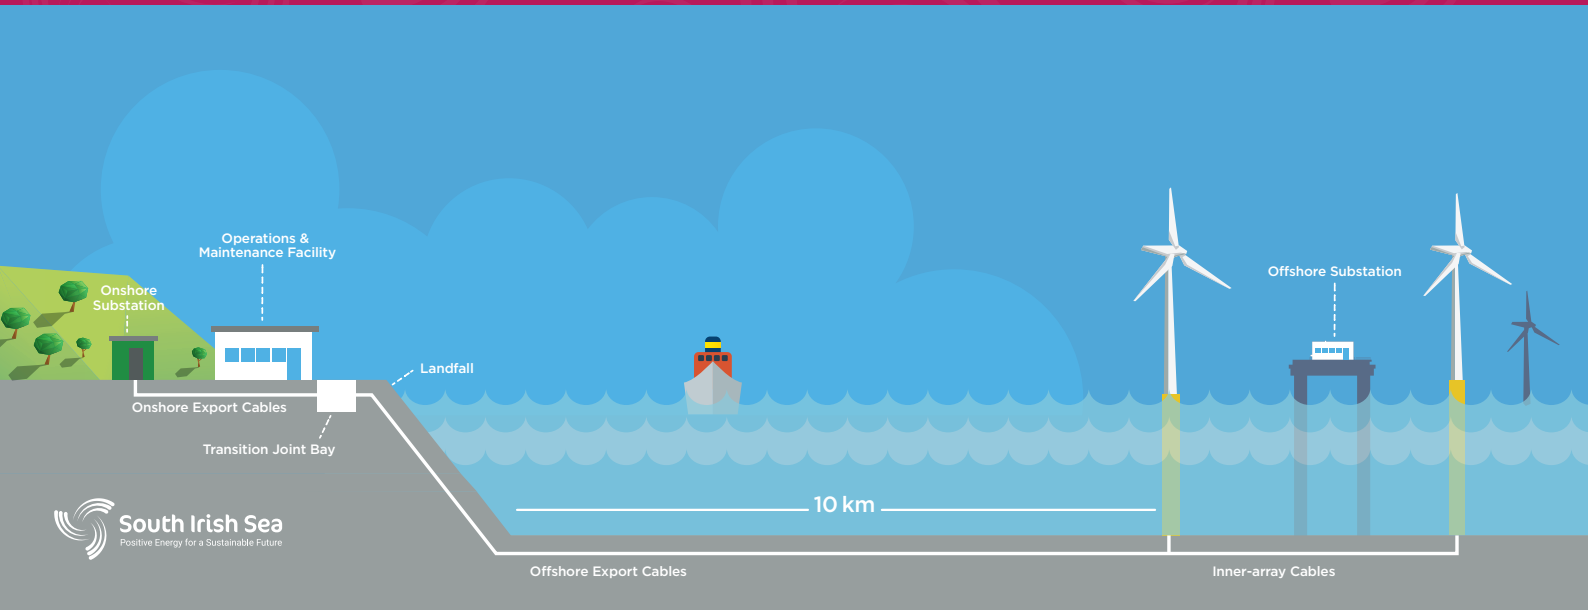 Operations &
Maintenance Facility
Onshore
Substation
Offshore Substation
Landfall
Onshore Export Cables
Transition Joint Bay
10 km
South Irish Sea
Positive Energy for a Sustainable Future
Offshore Export Cables
Inner-array Cables